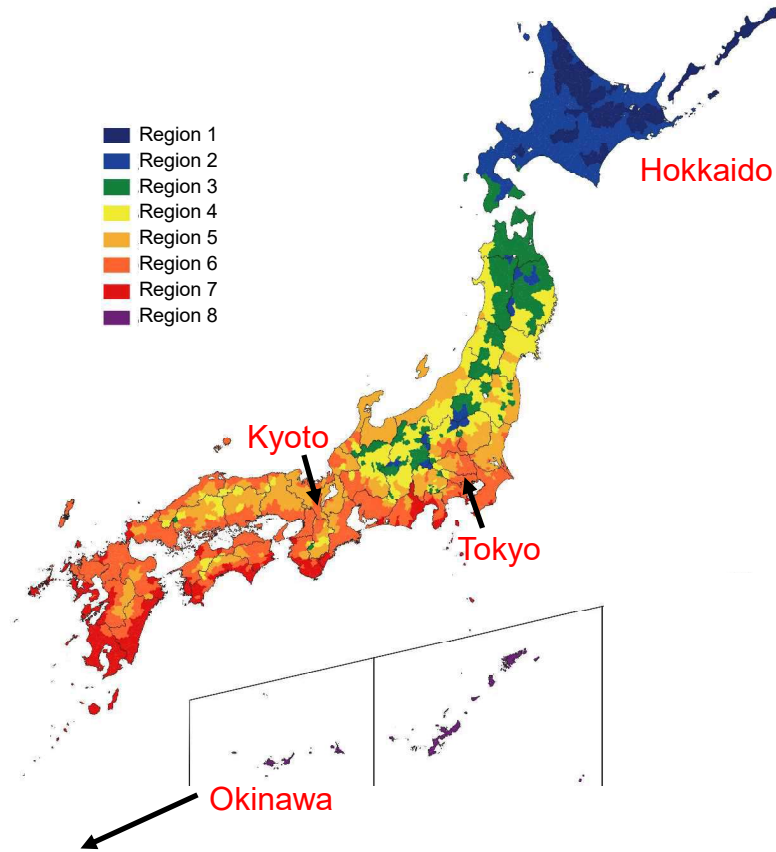 Region 1
Region 2
Region 3
Region 4
Region 5
Region 6
Region 7
Region 8
Hokkaido
Kyoto
Tokyo
Okinawa